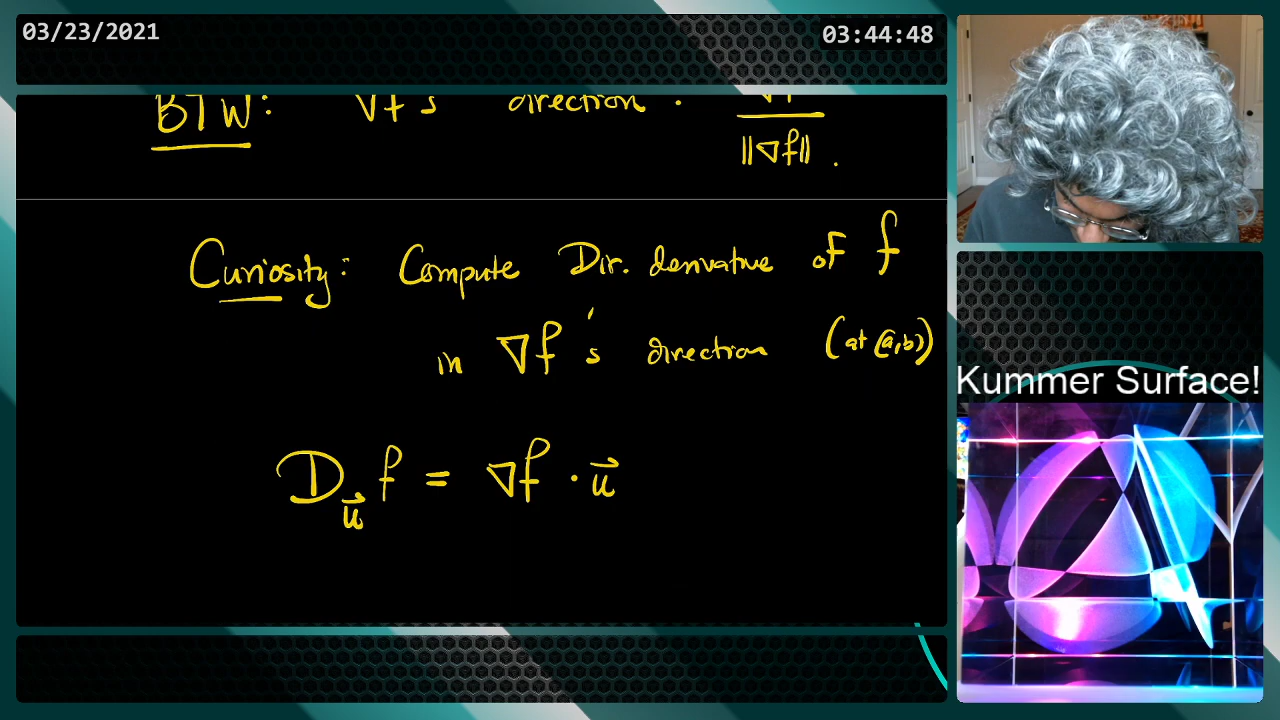 03/23/2021
03:44:48
BTW: ∇f's direction : ∇f
‖∇f‖ .
Curiosity: Compute Dir. derivative of f
in ∇f's direction (at (a,b))
Kummer Surface!
D_u⃗ f = ∇f · u⃗